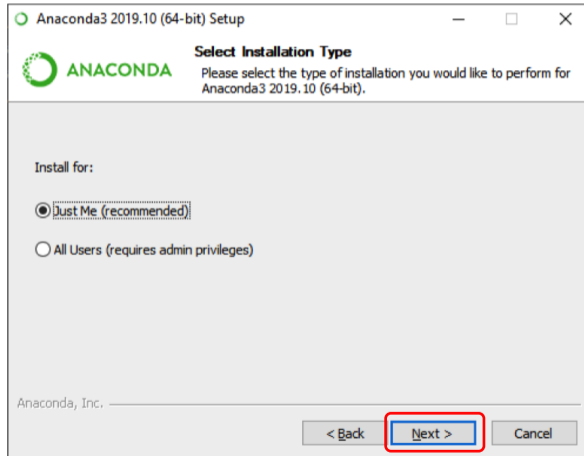 Anaconda3 2019.10 (64-bit) Setup
ANACONDA
Select Installation Type
Please select the type of installation you would like to perform for
Anaconda3 2019.10 (64-bit).
Install for:
Just Me (recommended)
All Users (requires admin privileges)
Anaconda, Inc.
< Back
Next >
Cancel